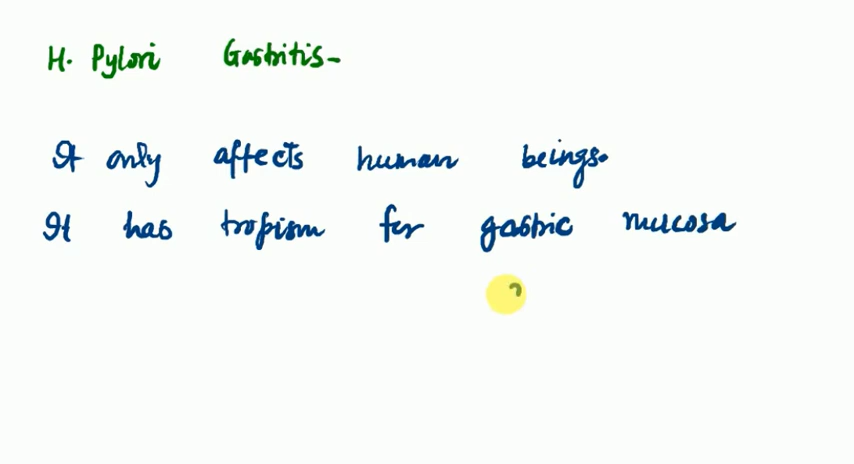 H. Pylori Gastritis-
It only affects human beings.
It has tropism for gastric mucosa